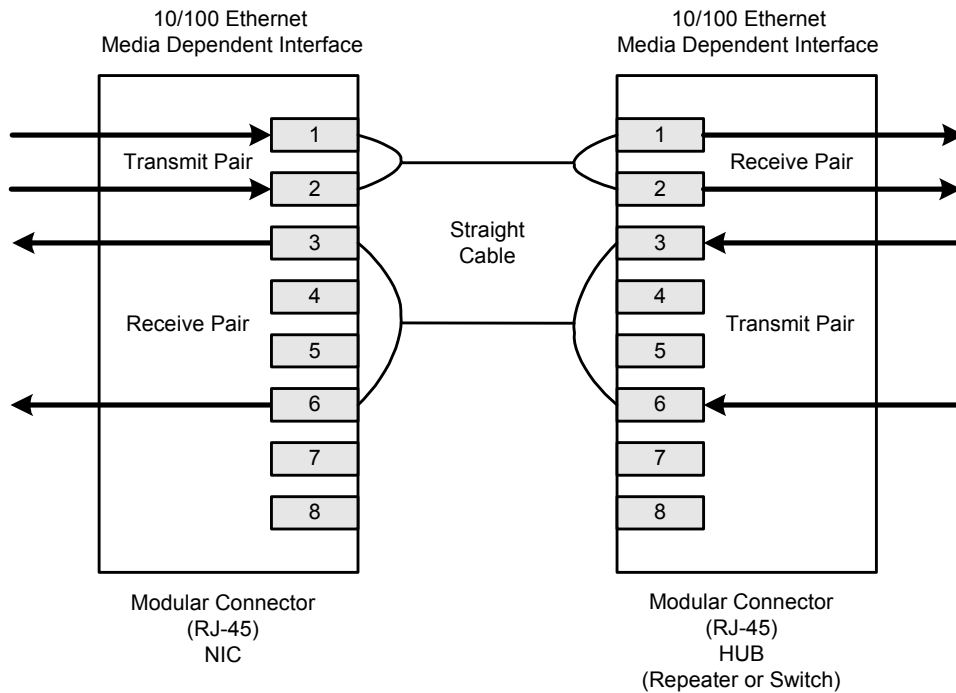 10/100 Ethernet
Media Dependent Interface
10/100 Ethernet
Media Dependent Interface
1
Transmit Pair
2
3
4
Receive Pair
5
6
7
8
Straight
Cable
1
Receive Pair
2
3
4
Transmit Pair
5
6
7
8
Modular Connector
(RJ-45)
NIC
Modular Connector
(RJ-45)
HUB
(Repeater or Switch)